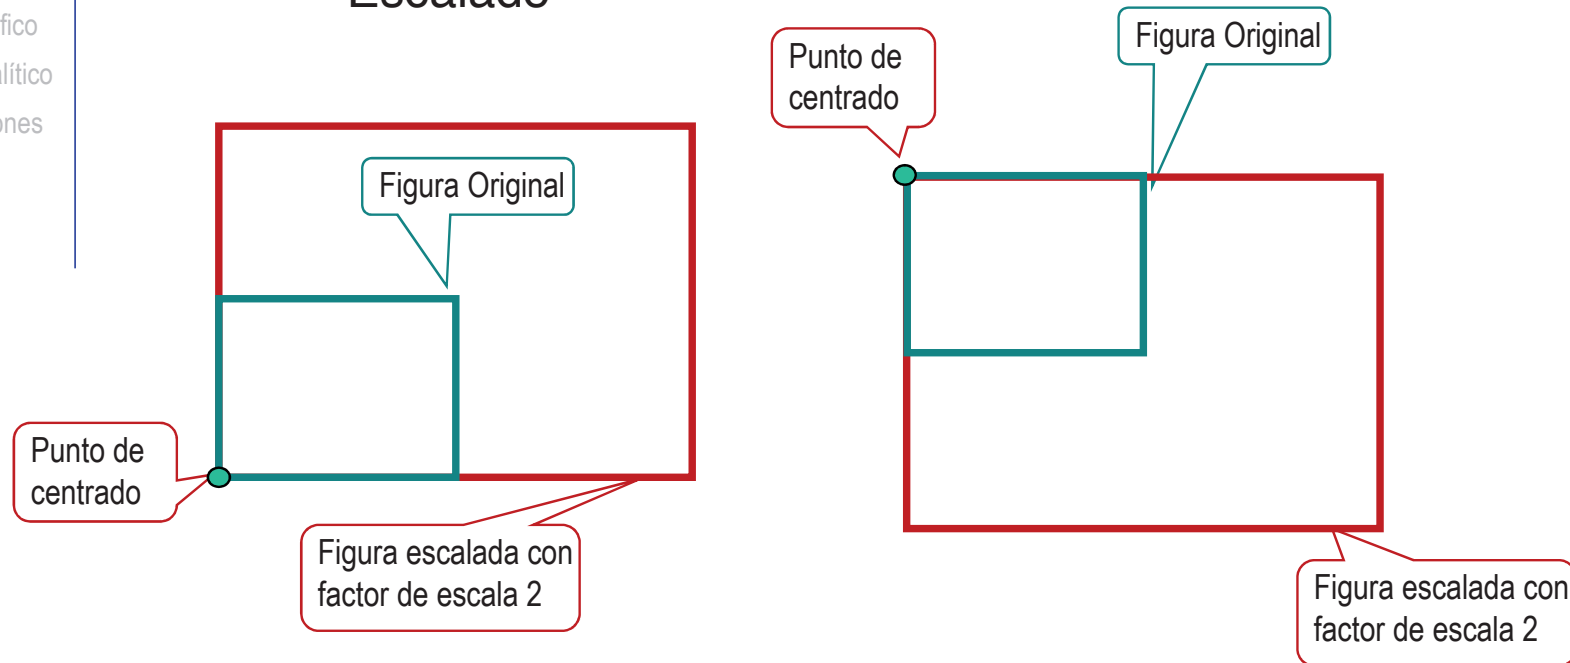 Escalado
Figura Original
Punto de
centrado
Figura escalada con
factor de escala 2
Punto de
centrado
Figura Original
Figura escalada con
factor de escala 2